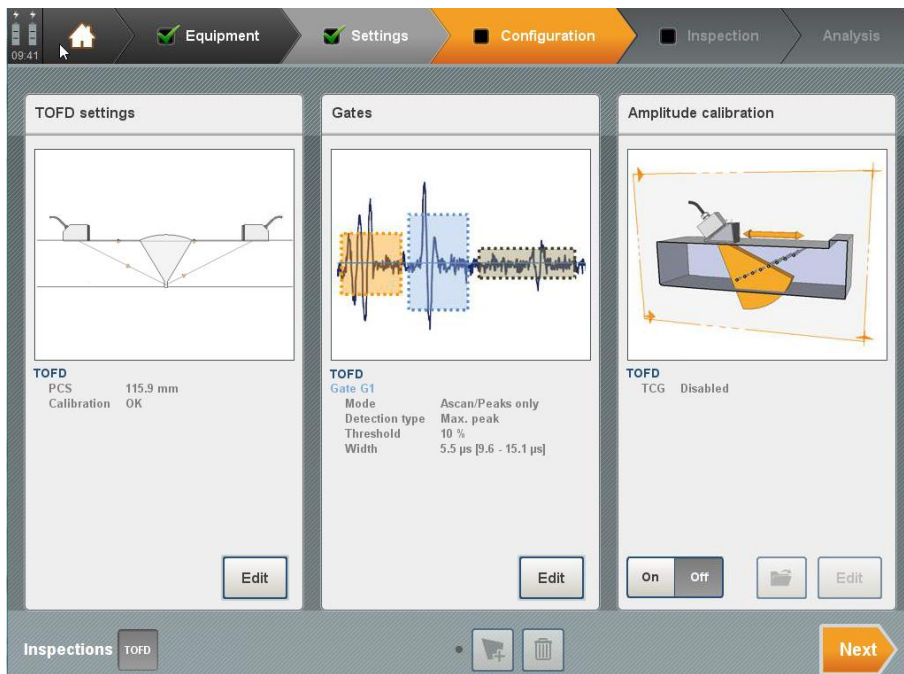 09:41
Equipment
Settings
Configuration
Inspection
Analysis
TOFD settings
TOFD
PCS 115.9 mm
Calibration OK
Edit
Gates
TOFD
Gate G1
Mode Ascan/Peaks only
Detection type Max. peak
Threshold 10 %
Width 5.5 µs [9.6 - 15.1 µs]
Edit
Amplitude calibration
TOFD
TCG Disabled
On Off
Edit
Inspections TOFD
Next